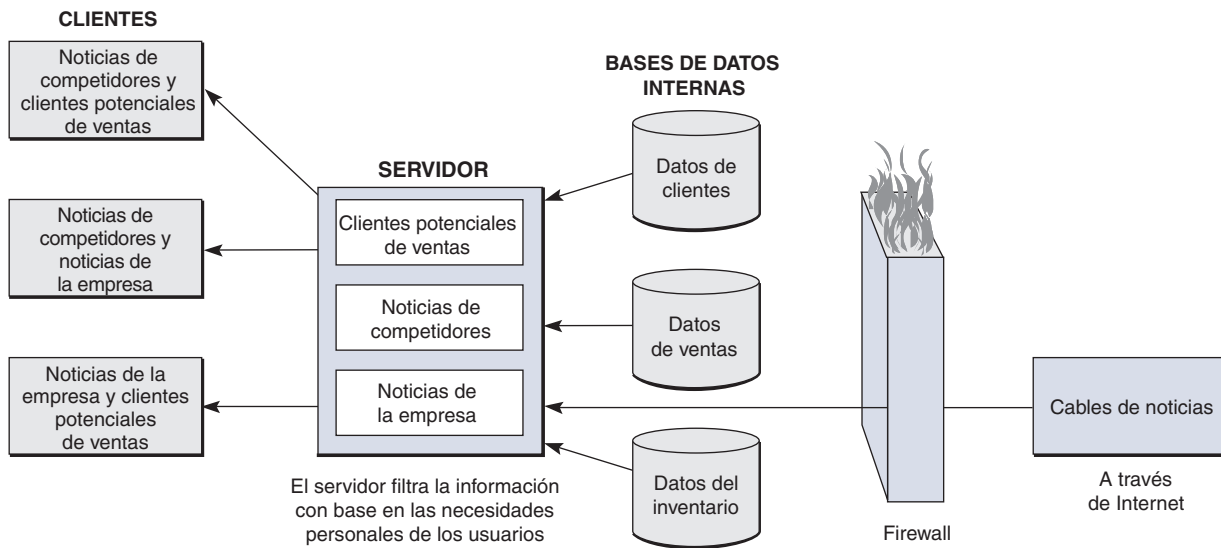 CLIENTES
Noticias de
competidores y
clientes potenciales
de ventas
Noticias de
competidores y
noticias de
la empresa
Noticias de la
empresa y clientes
potenciales
de ventas
SERVIDOR
Clientes potenciales
de ventas
Noticias de
competidores
Noticias de
la empresa
El servidor filtra la información
con base en las necesidades
personales de los usuarios
BASES DE DATOS
INTERNAS
Datos de
clientes
Datos
de ventas
Datos del
inventario
Firewall
Cables de noticias
A través
de Internet